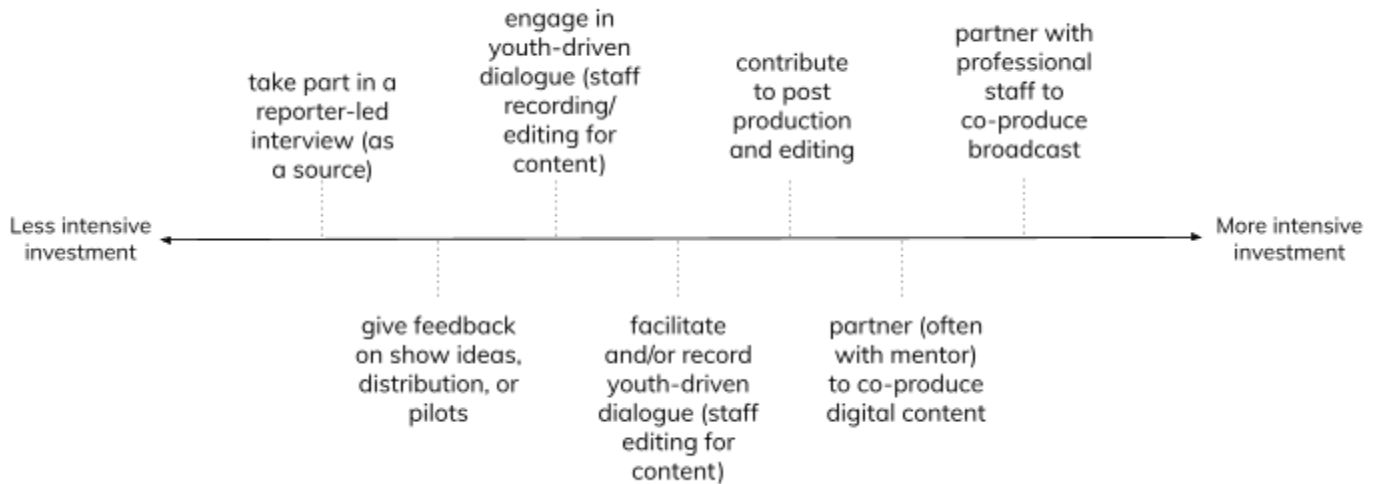 take part in a
reporter-led
interview (as
a source)
engage in
youth-driven
dialogue (staff
recording/
editing for
content)
contribute
to post
production
and editing
partner with
professional
staff to
co-produce
broadcast
Less intensive
investment
More intensive
investment
give feedback
on show ideas,
distribution, or
pilots
facilitate
and/or record
youth-driven
dialogue (staff
editing for
content)
partner (often
with mentor)
to co-produce
digital content